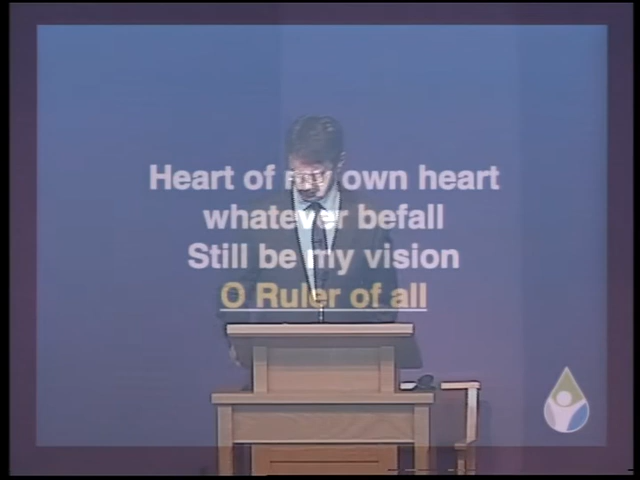 Heart of my own heart
whatever befall
Still be my vision
O Ruler of all